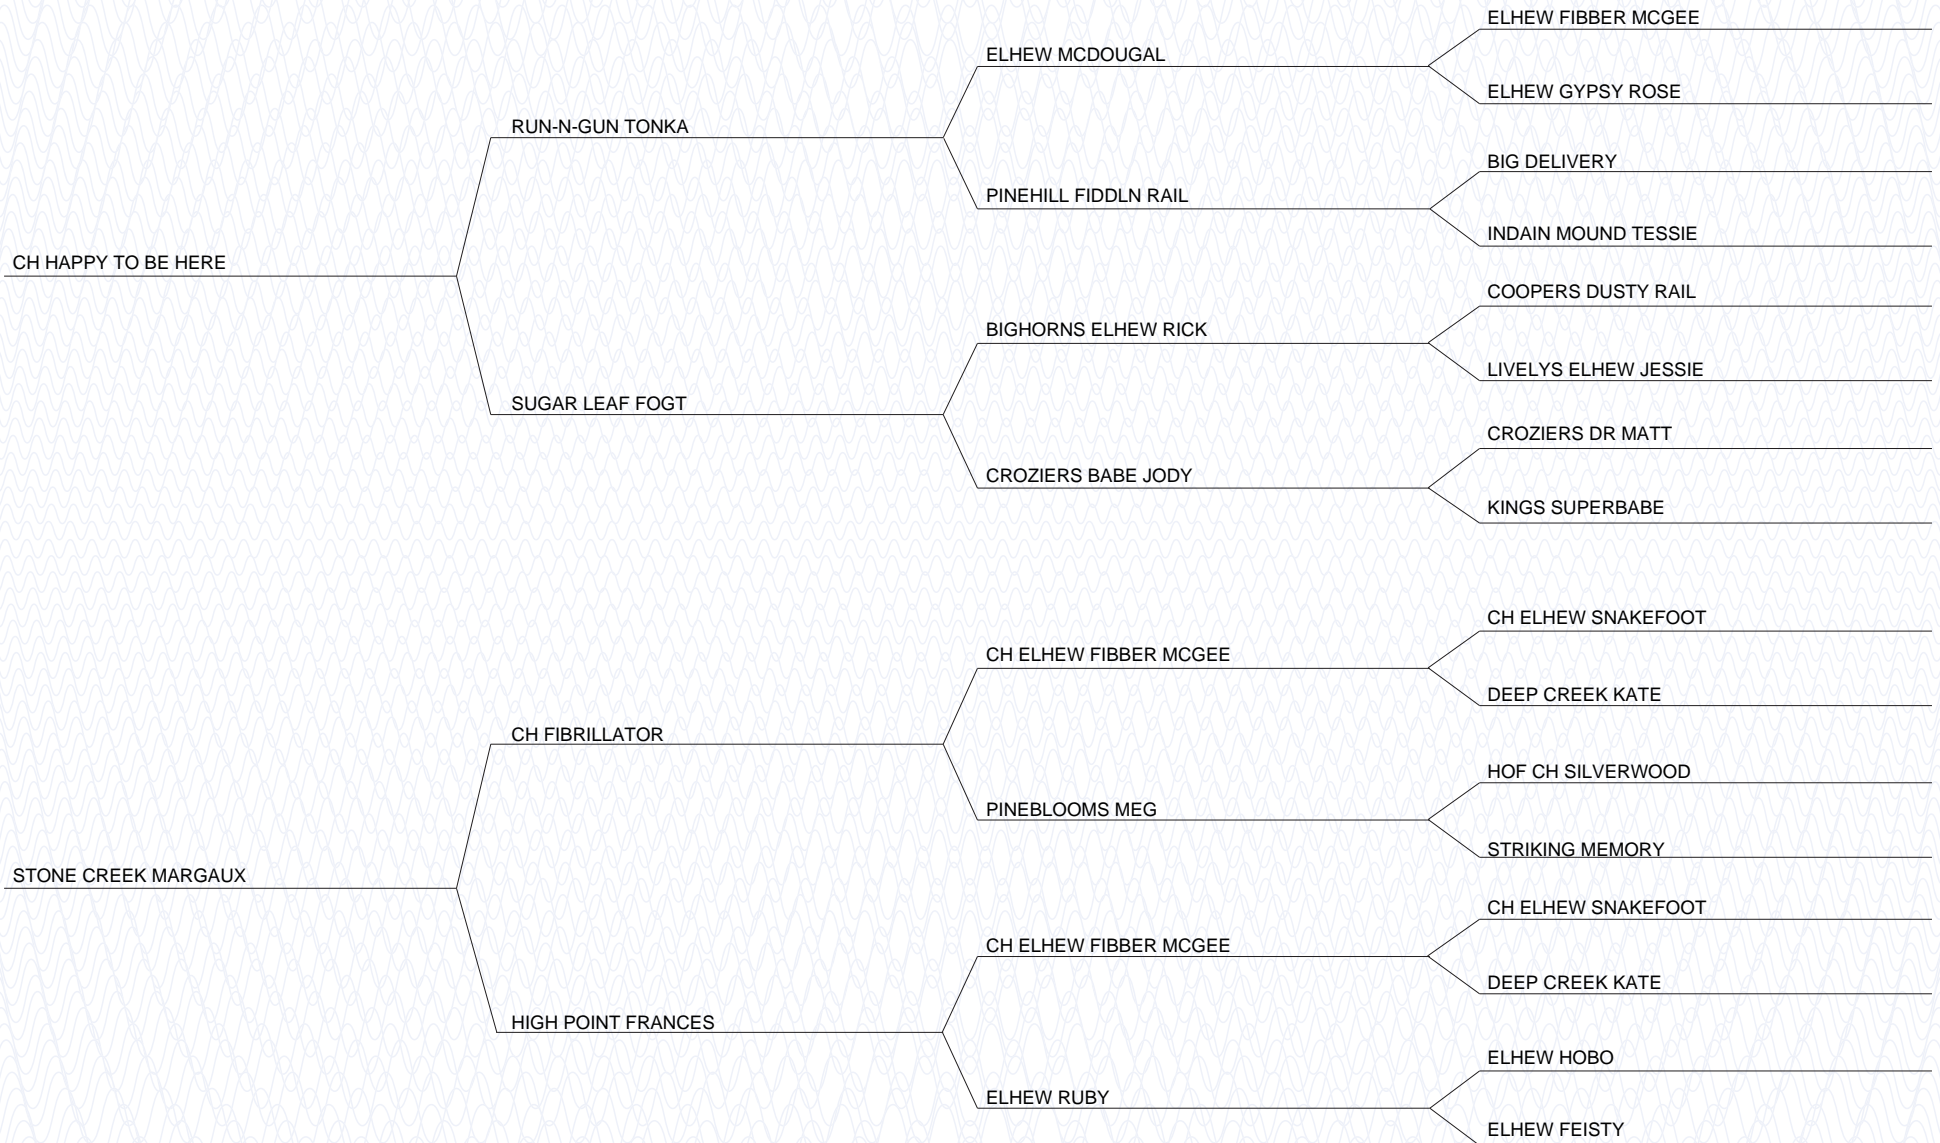 ELHEW FIBBER MCGEE
ELHEW MCDOUGAL
ELHEW GYPSY ROSE
RUN-N-GUN TONKA
BIG DELIVERY
PINEHILL FIDDLN RAIL
INDAIN MOUND TESSIE
CH HAPPY TO BE HERE
COOPERS DUSTY RAIL
BIGHORNS ELHEW RICK
LIVELYS ELHEW JESSIE
SUGAR LEAF FOGT
CROZIERS DR MATT
CROZIERS BABE JODY
KINGS SUPERBABE
CH ELHEW SNAKEFOOT
CH ELHEW FIBBER MCGEE
DEEP CREEK KATE
CH FIBRILLATOR
HOF CH SILVERWOOD
PINEBLOOMS MEG
STRIKING MEMORY
STONE CREEK MARGAUX
CH ELHEW SNAKEFOOT
CH ELHEW FIBBER MCGEE
DEEP CREEK KATE
HIGH POINT FRANCES
ELHEW HOBO
ELHEW RUBY
ELHEW FEISTY